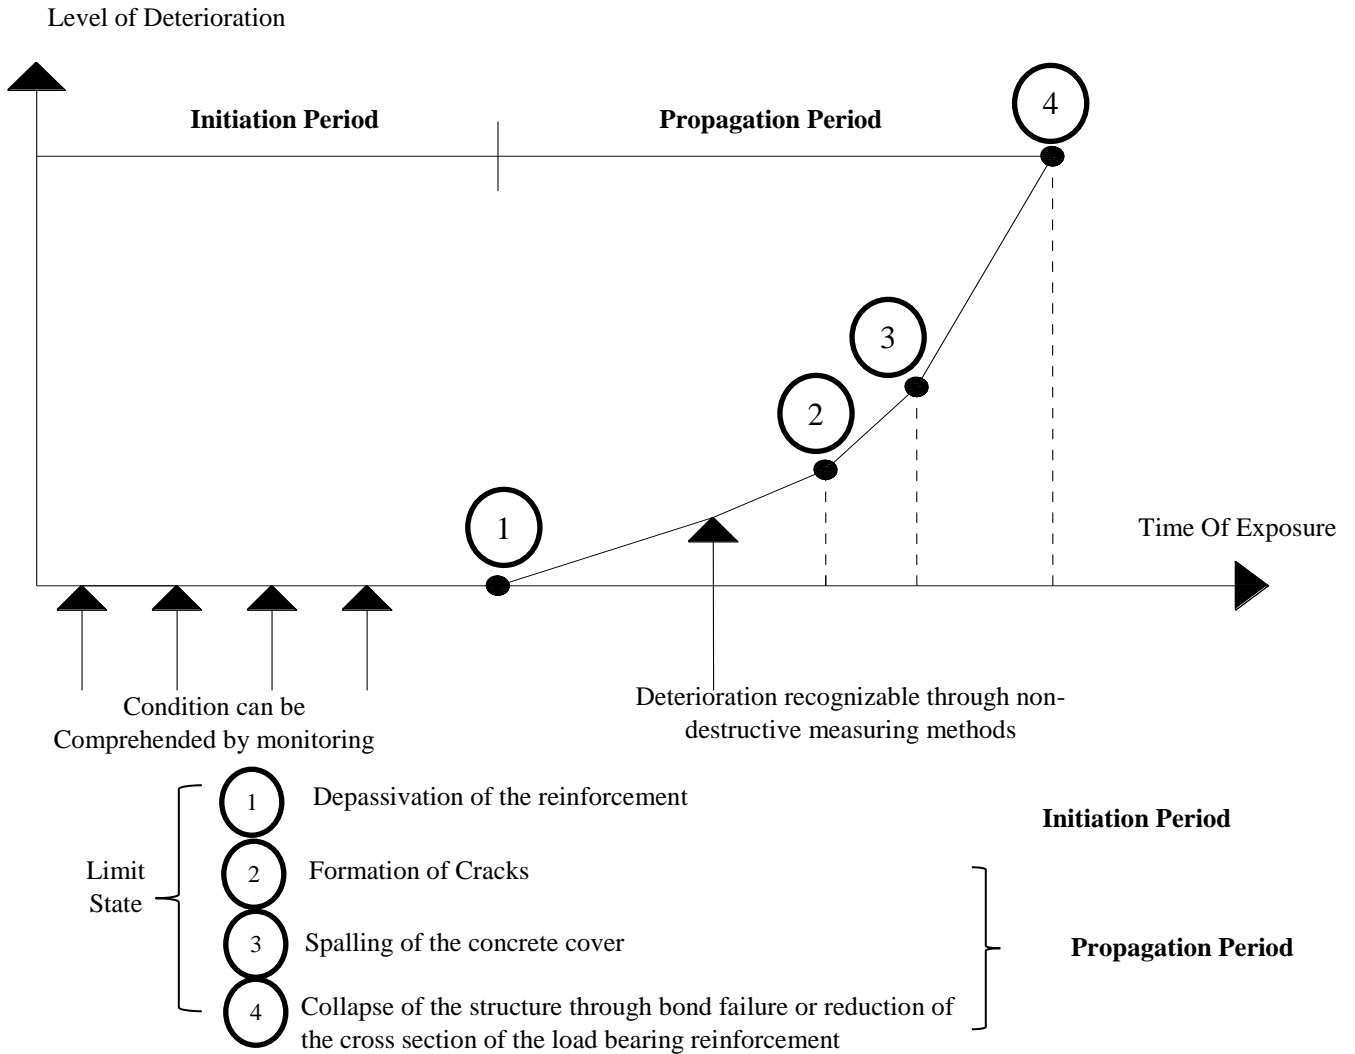 Level of Deterioration
Initiation Period
Propagation Period
4
3
2
1
Time Of Exposure
Condition can be
Comprehended by monitoring
Deterioration recognizable through non-
destructive measuring methods
1
Depassivation of the reinforcement
Initiation Period
2
Formation of Cracks
Limit
State
3
Spalling of the concrete cover
Propagation Period
4
Collapse of the structure through bond failure or reduction of
the cross section of the load bearing reinforcement